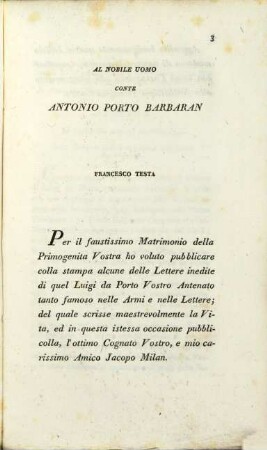 3
AL NOBILE UOMO
CONTE
ANTONIO PORTO BARBARAN
FRANCESCO TESTA
Per il faustissimo Matrimonio della
Primogenita Vostra ho voluto pubblicare
colla stampa alcune delle Lettere inedite
di quel Luigi da Porto Vostro Antenato
tanto famoso nelle Armi e nelle Lettere;
del quale scrisse maestrevolmente la Vi-
ta, ed in questa istessa occasione pubbli-
colla, l'ottimo Cognato Vostro, e mio ca-
rissimo Amico Jacopo Milan.